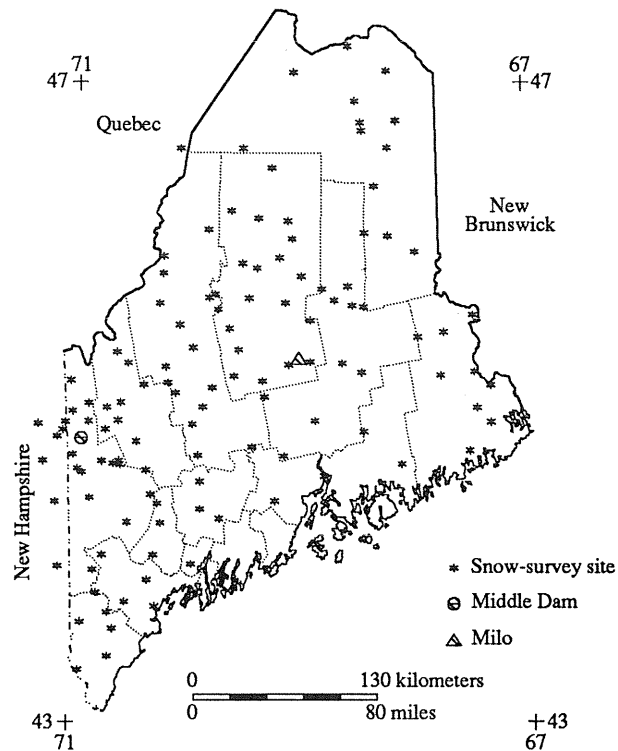 71
47 +
67
+47
Quebec
New
Brunswick
New Hampshire
* Snow-survey site
Middle Dam
Milo
0 130 kilometers
0 80 miles
43 +
71
+43
67